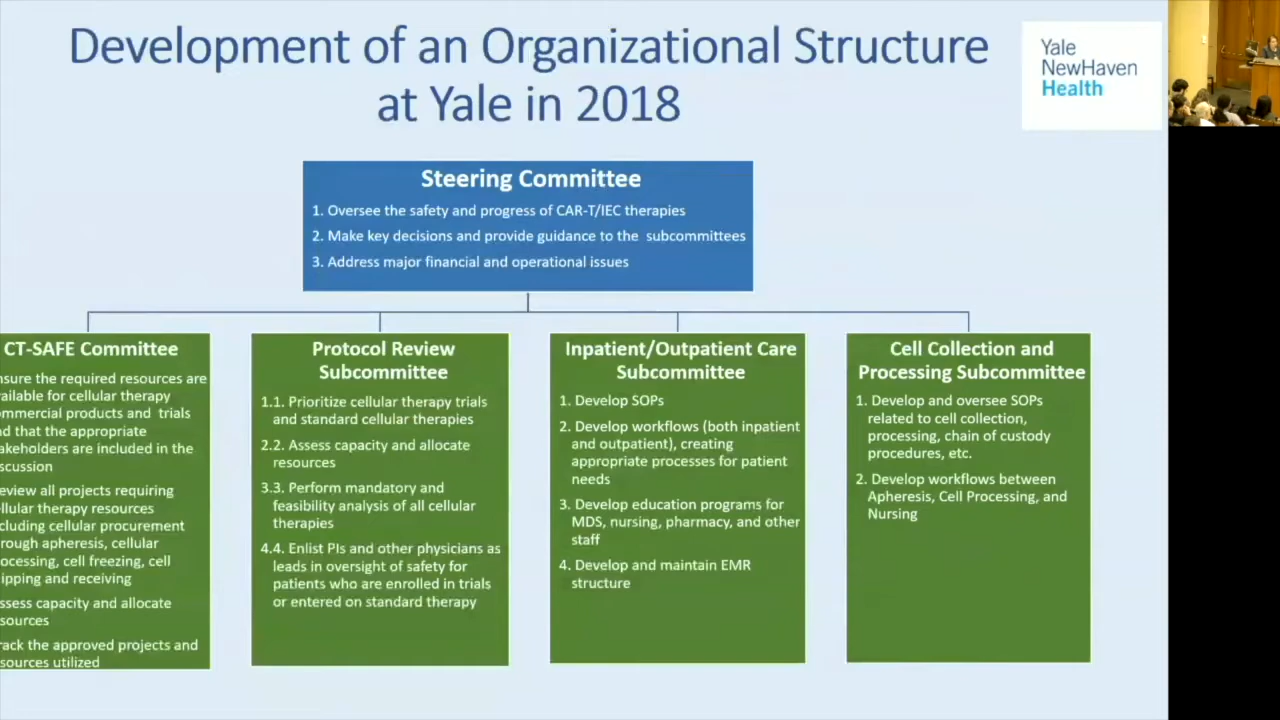 Development of an Organizational Structure
at Yale in 2018
Yale
NewHaven
Health
Steering Committee
1. Oversee the safety and progress of CAR-T/IEC therapies
2. Make key decisions and provide guidance to the subcommittees
3. Address major financial and operational issues
CT-SAFE Committee
nsure the required resources are
ailable for cellular therapy
mmercial products and trials
nd that the appropriate
akeholders are included in the
scussion
eview all projects requiring
llular therapy resources
cluding cellular procurement
rough apheresis, cellular
ocessing, cell freezing, cell
ipping and receiving
ssess capacity and allocate
sources
rack the approved projects and
sources utilized
Protocol Review
Subcommittee
1.1. Prioritize cellular therapy trials
and standard cellular therapies
2.2. Assess capacity and allocate
resources
3.3. Perform mandatory and
feasibility analysis of all cellular
therapies
4.4. Enlist PIs and other physicians as
leads in oversight of safety for
patients who are enrolled in trials
or entered on standard therapy
Inpatient/Outpatient Care
Subcommittee
1. Develop SOPs
2. Develop workflows (both inpatient
and outpatient), creating
appropriate processes for patient
needs
3. Develop education programs for
MDS, nursing, pharmacy, and other
staff
4. Develop and maintain EMR
structure
Cell Collection and
Processing Subcommittee
1. Develop and oversee SOPs
related to cell collection,
processing, chain of custody
procedures, etc.
2. Develop workflows between
Apheresis, Cell Processing, and
Nursing